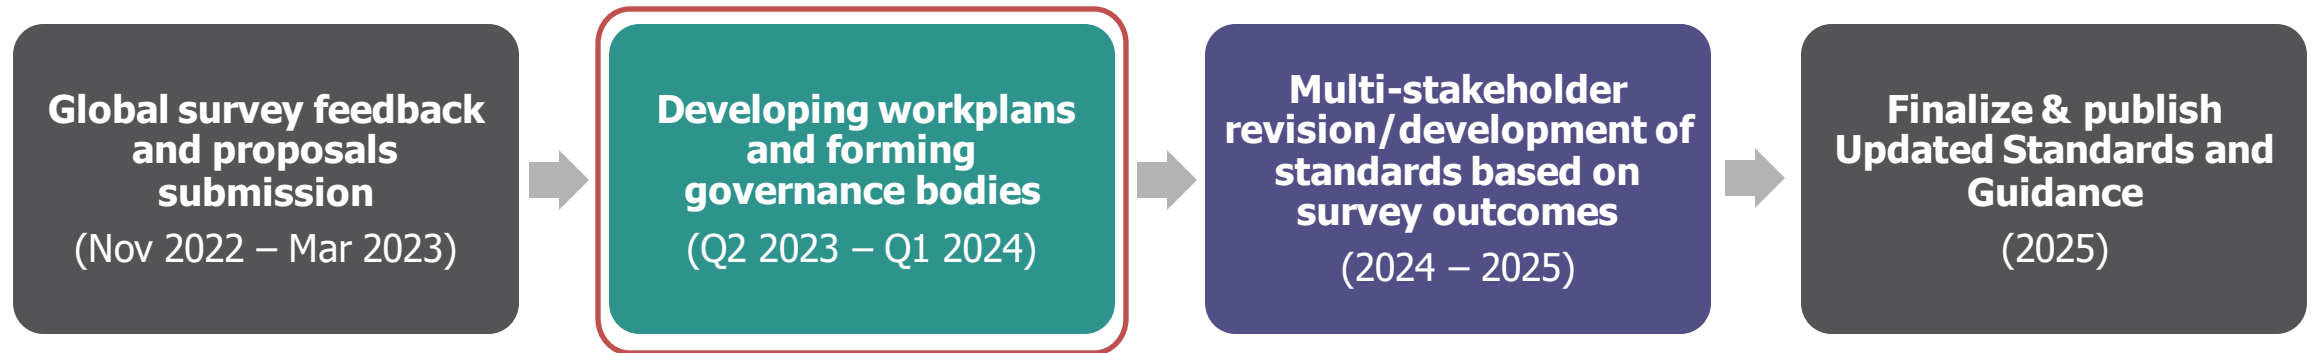 Global survey feedback
and proposals
submission
(Nov 2022 – Mar 2023)
Developing workplans
and forming
governance bodies
(Q2 2023 – Q1 2024)
Multi-stakeholder
revision/development of
standards based on
survey outcomes
(2024 – 2025)
Finalize & publish
Updated Standards and
Guidance
(2025)